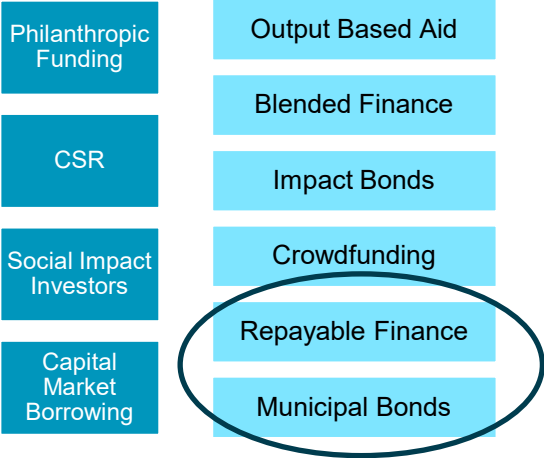 Philanthropic
Funding
CSR
Social Impact
Investors
Capital
Market
Borrowing
Output Based Aid
Blended Finance
Impact Bonds
Crowdfunding
Repayable Finance
Municipal Bonds